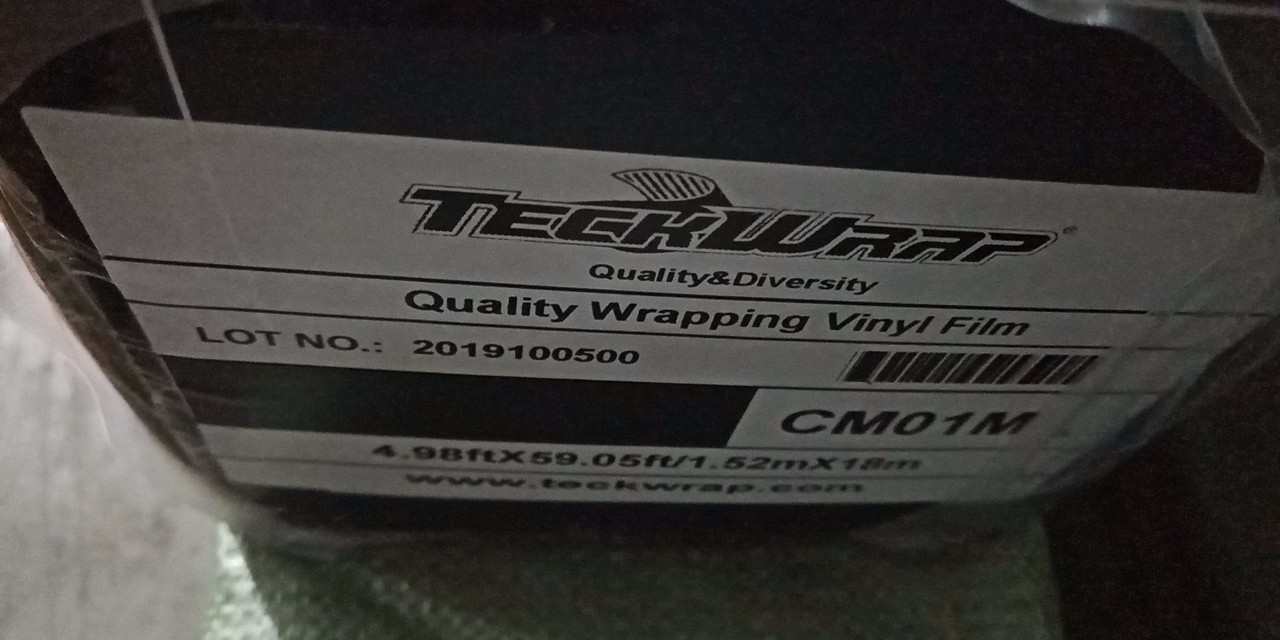 TECKWRAP®
Quality&Diversity
Quality Wrapping Vinyl Film
LOT NO.: 2019100500
CM01M
4.98ftX59.05ft/1.52mX18m
www.teckwrap.com